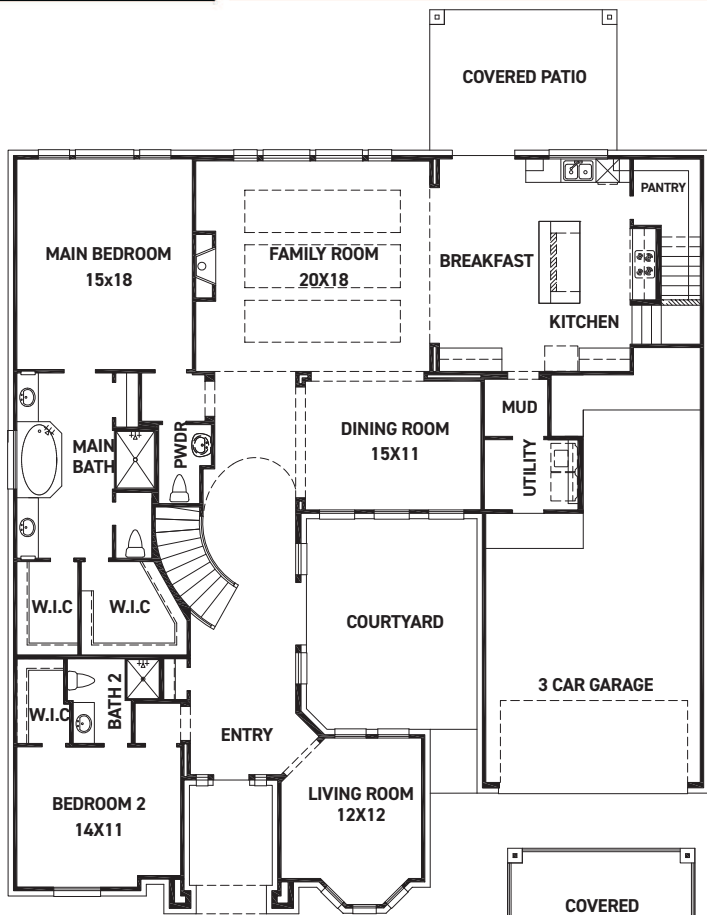 COVERED PATIO
PANTRY
MAIN BEDROOM
15x18
FAMILY ROOM
20X18
BREAKFAST
KITCHEN
MUD
DINING ROOM
15X11
MAIN
BATH
PWDR
UTILITY
W.I.C
W.I.C
COURTYARD
3 CAR GARAGE
W.I.C
BATH 2
ENTRY
BEDROOM 2
14X11
LIVING ROOM
12X12
COVERED